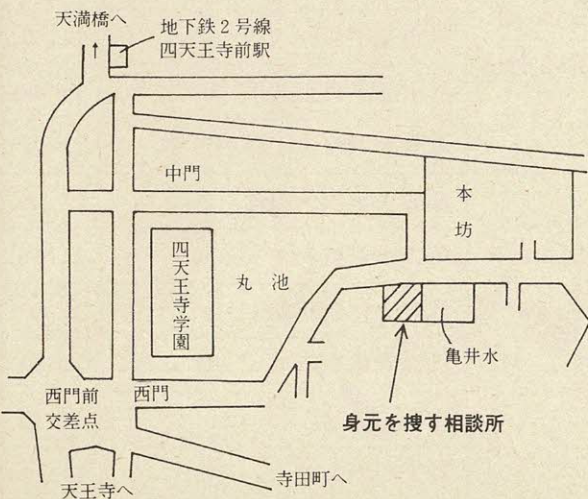 天満橋へ
地下鉄2号線
四天王寺前駅
中門
本坊
四天王寺学園
丸池
亀井水
西門前
交差点
西門
身元を捜す相談所
寺田町へ
天王寺へ